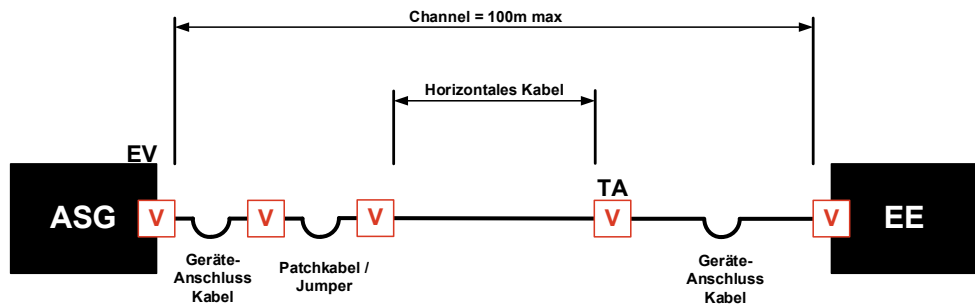 Channel = 100m max
Horizontales Kabel
EV
TA
ASG
V
V
V
V
V
EE
Geräte-
Anschluss
Kabel
Patchkabel /
Jumper
Geräte-
Anschluss
Kabel